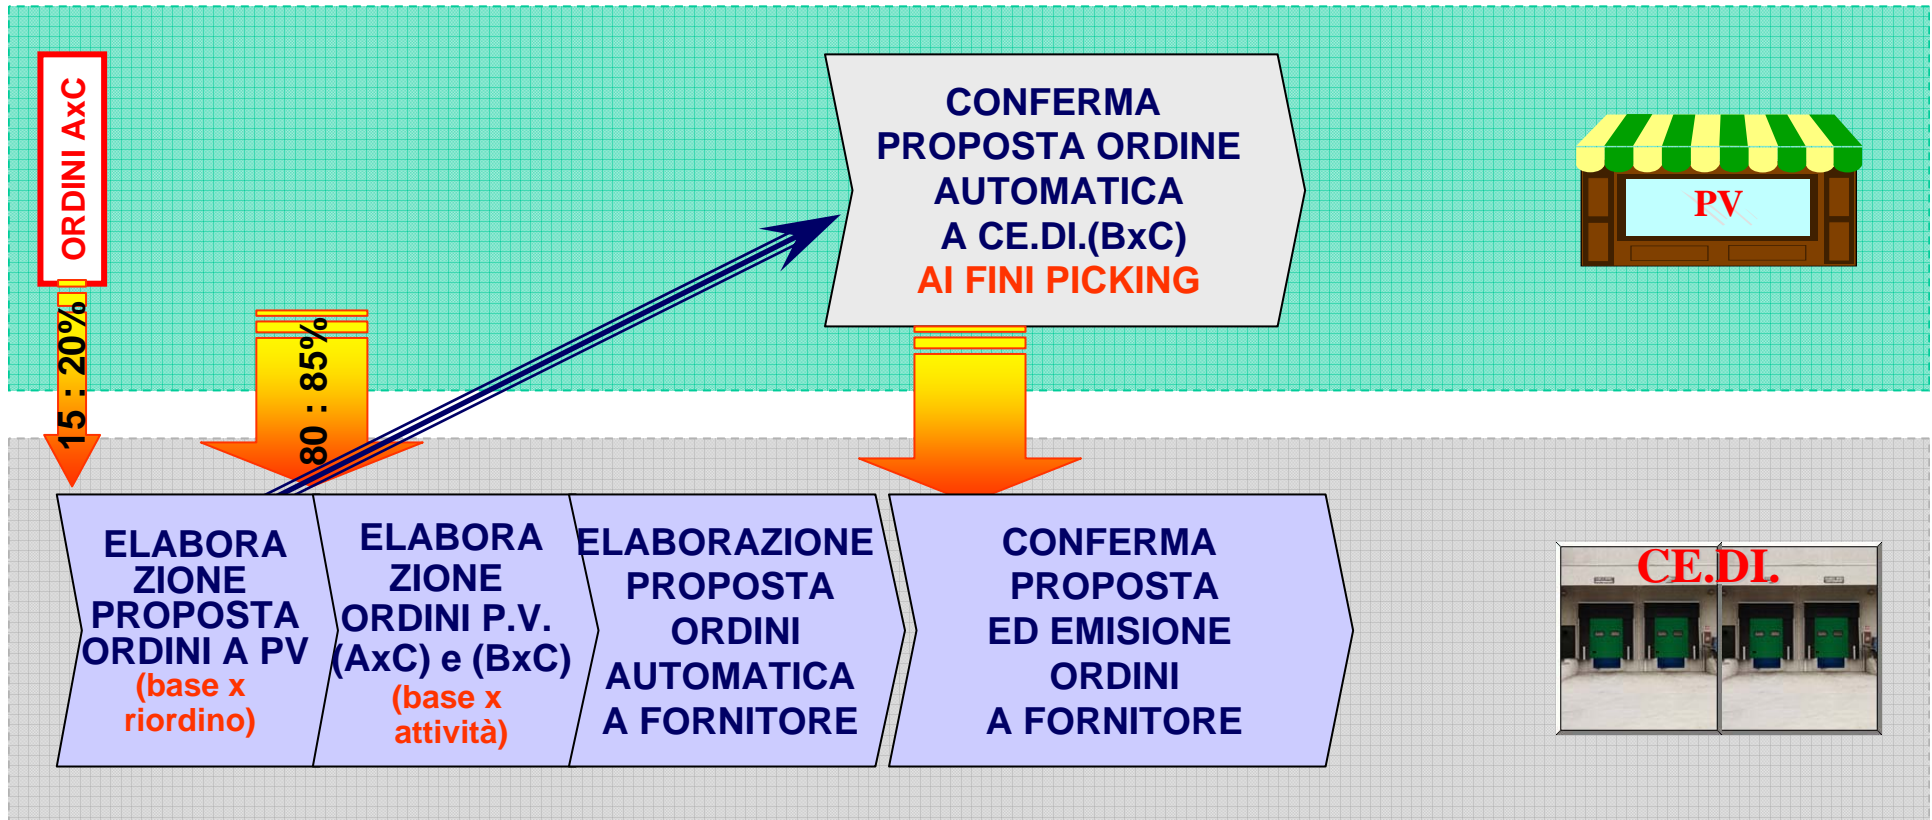 ORDINI AxC
15 : 20%
80 : 85%
CONFERMA
PROPOSTA ORDINE
AUTOMATICA
A CE.DI.(BxC)
AI FINI PICKING
PV
ELABORA
ZIONE
PROPOSTA
ORDINI A PV
(base x
riordino)
ELABORA
ZIONE
ORDINI P.V.
(AxC) e (BxC)
(base x
attività)
ELABORAZIONE
PROPOSTA
ORDINI
AUTOMATICA
A FORNITORE
CONFERMA
PROPOSTA
ED EMISIONE
ORDINI
A FORNITORE
CE.DI.